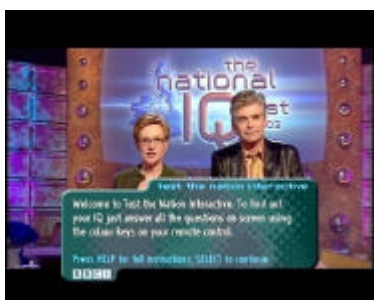 the
national
IQ
test the nation interactive
Welcome to Test the Nation Interactive. To find out
your IQ just answer all the questions on screen using
the colour keys on your remote control.
Press HELP for full instructions, SELECT to continue.
BBC1